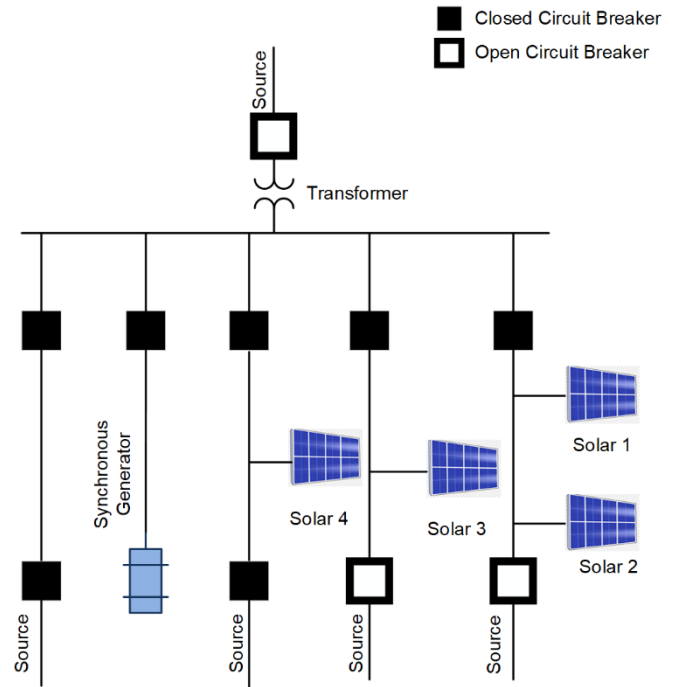 Closed Circuit Breaker
Open Circuit Breaker
Source
Transformer
Solar 1
Synchronous
Generator
Solar 4
Solar 3
Solar 2
Source
Source
Source
Source